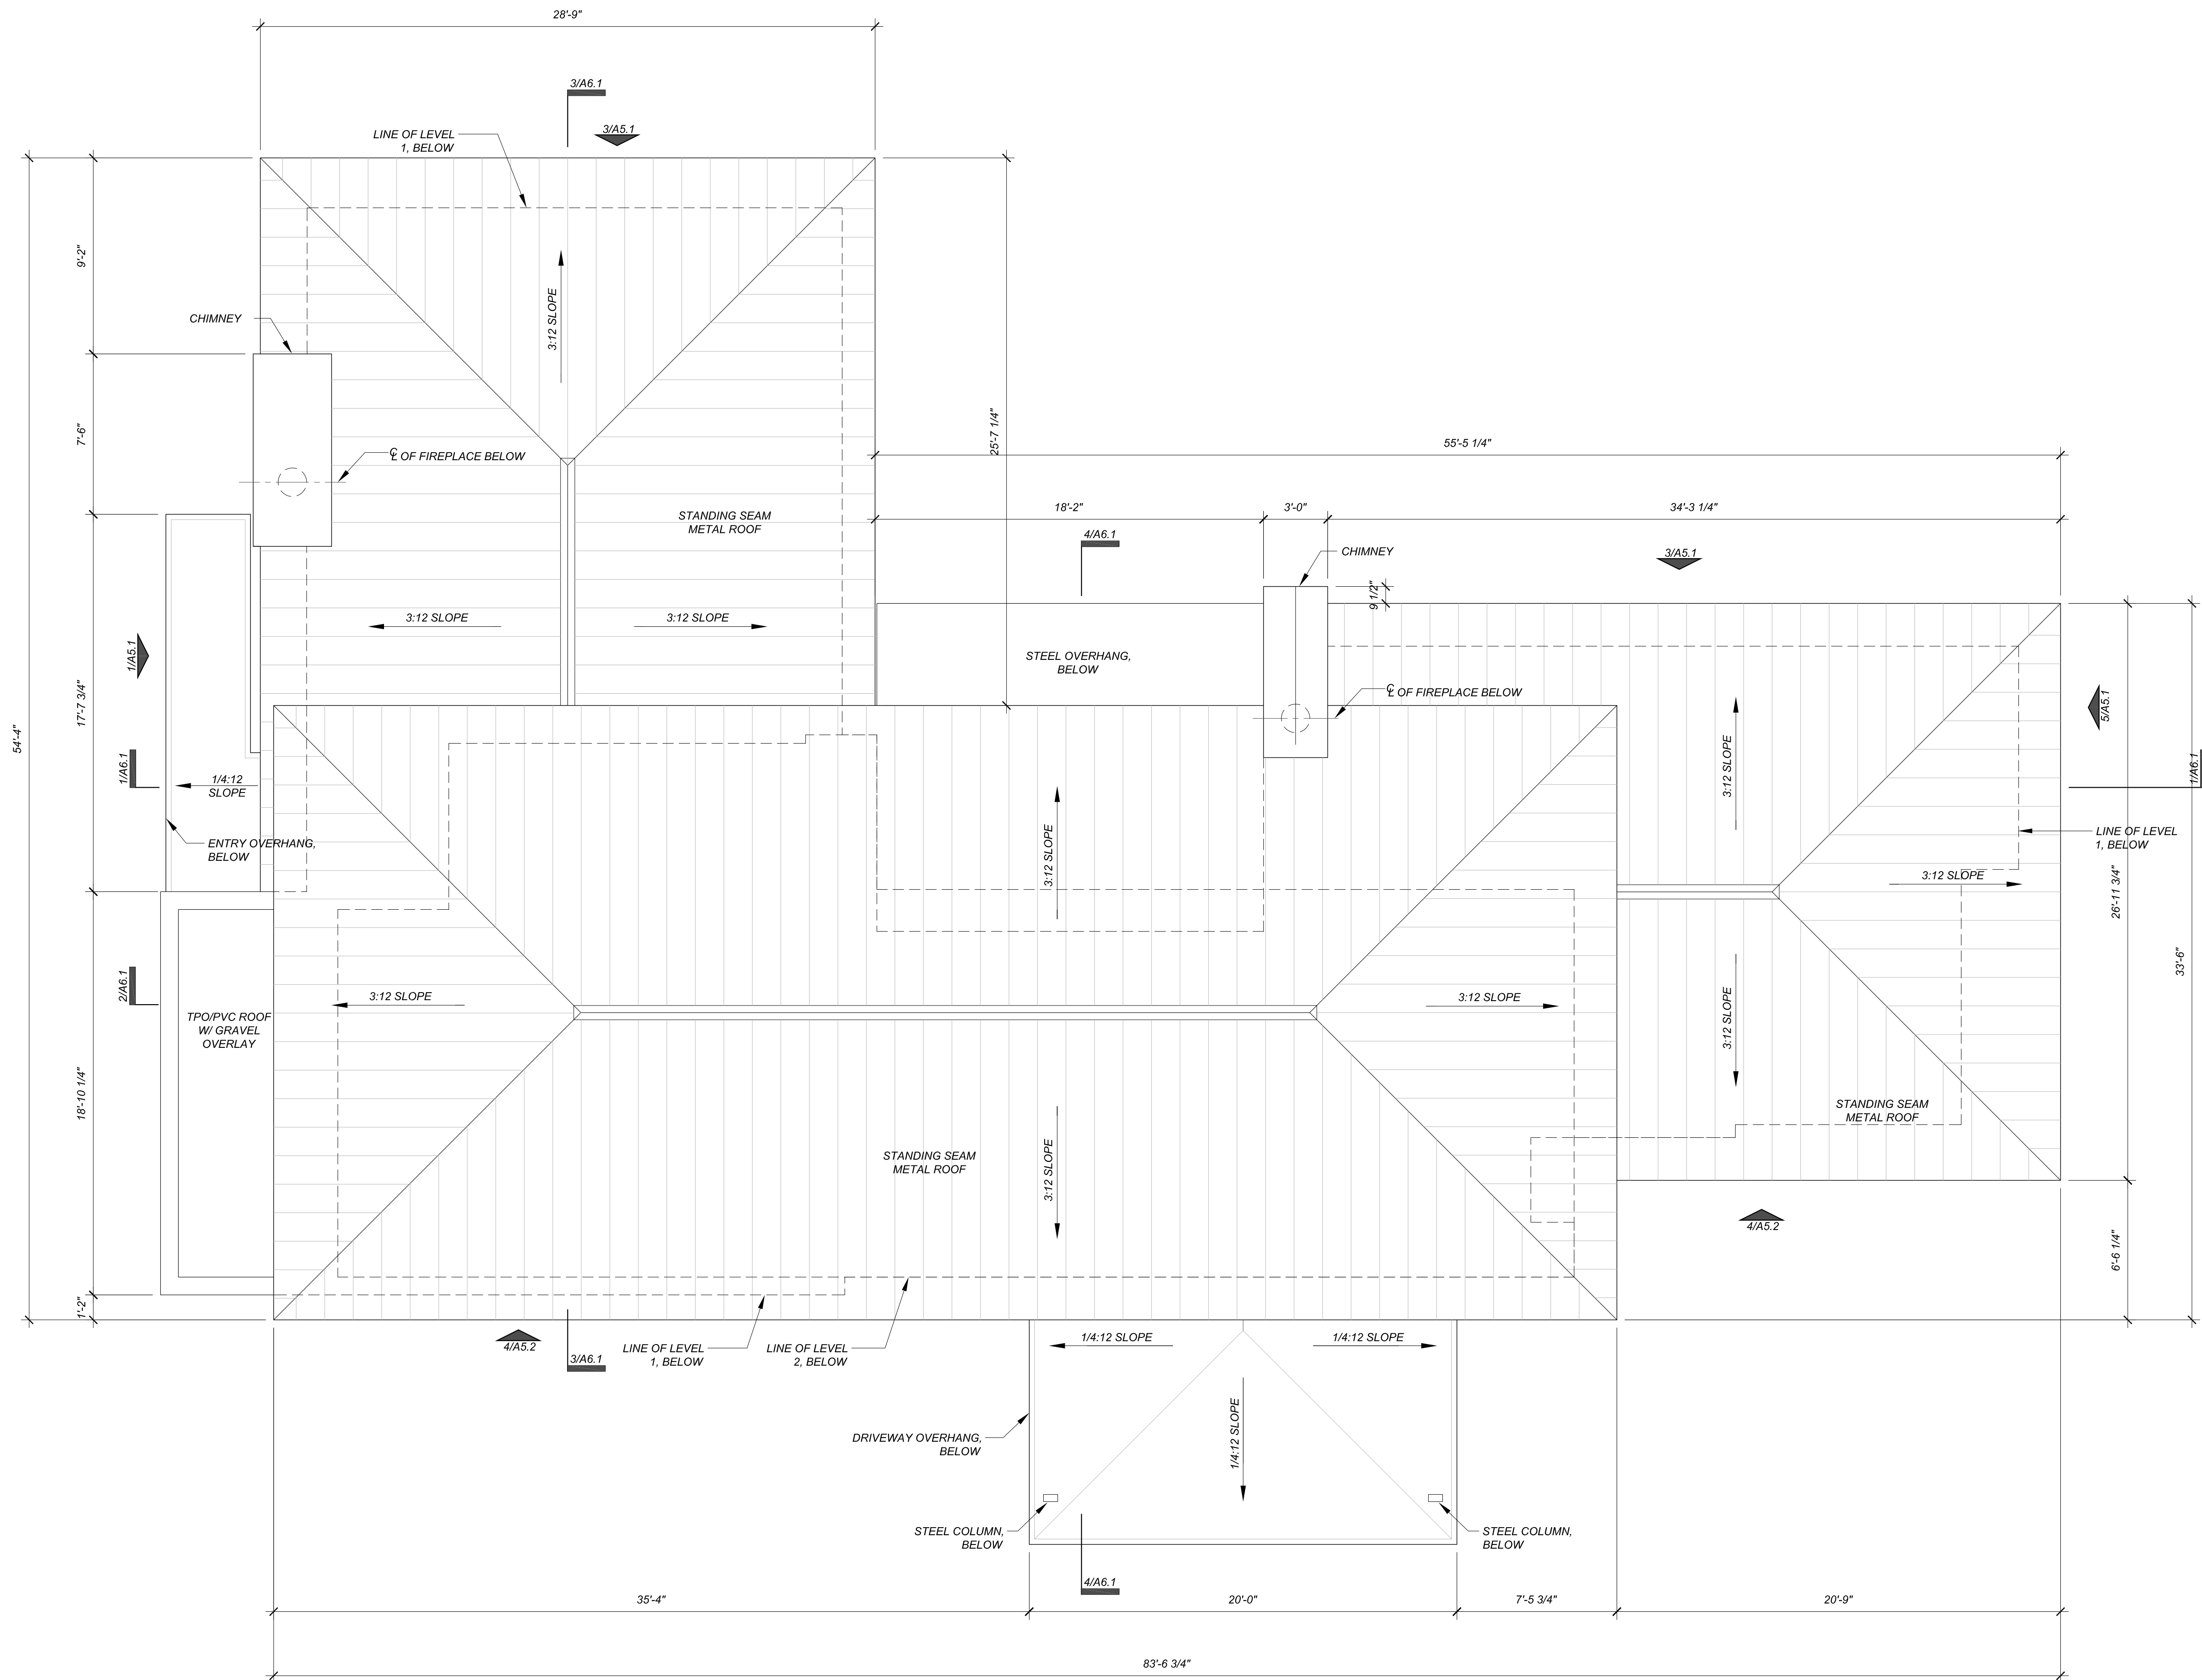 28'-9"
3/A6.1
3/A5.1
LINE OF LEVEL
1, BELOW
9'-2"
3:12 SLOPE
CHIMNEY
7'-6"
25'-7 1/4"
55'-5 1/4"
℄ OF FIREPLACE BELOW
STANDING SEAM
METAL ROOF
18'-2"
3'-0"
34'-3 1/4"
4/A6.1
CHIMNEY
3/A5.1
9 1/2"
3:12 SLOPE
3:12 SLOPE
1/A5.1
STEEL OVERHANG,
BELOW
℄ OF FIREPLACE BELOW
5/A5.1
17'-7 3/4"
54'-4"
1/A6.1
1/4:12
SLOPE
3:12 SLOPE
1/A6.1
ENTRY OVERHANG,
BELOW
3:12 SLOPE
LINE OF LEVEL
1, BELOW
3:12 SLOPE
26'-11 3/4"
33'-6"
2/A6.1
3:12 SLOPE
3:12 SLOPE
TPO/PVC ROOF
W/ GRAVEL
OVERLAY
3:12 SLOPE
18'-10 1/4"
STANDING SEAM
METAL ROOF
STANDING SEAM
METAL ROOF
3:12 SLOPE
4/A5.2
6'-6 1/4"
1'-2"
4/A5.2
3/A6.1
LINE OF LEVEL
1, BELOW
LINE OF LEVEL
2, BELOW
1/4:12 SLOPE
1/4:12 SLOPE
1/4:12 SLOPE
DRIVEWAY OVERHANG,
BELOW
STEEL COLUMN,
BELOW
STEEL COLUMN,
BELOW
4/A6.1
35'-4"
20'-0"
7'-5 3/4"
20'-9"
83'-6 3/4"